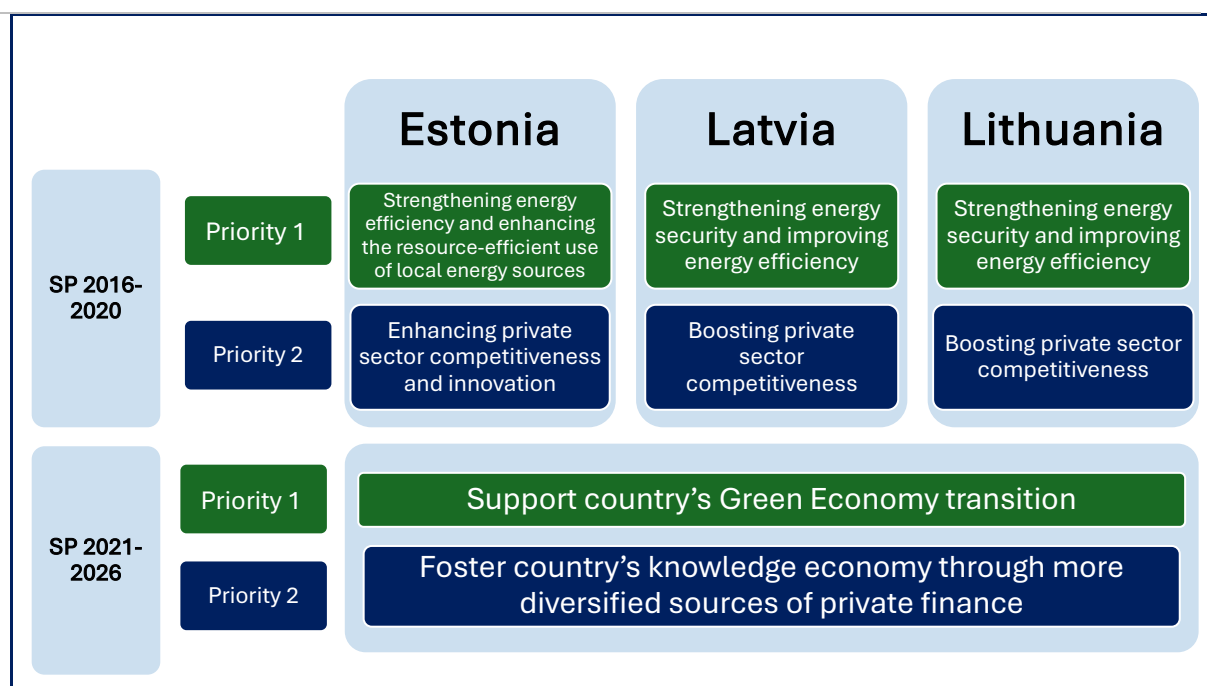 Estonia
Latvia
Lithuania
SP 2016-
2020
Priority 1
Strengthening energy
efficiency and enhancing
the resource-efficient use
of local energy sources
Strengthening energy
security and improving
energy efficiency
Strengthening energy
security and improving
energy efficiency
Priority 2
Enhancing private
sector competitiveness
and innovation
Boosting private
sector
competitiveness
Boosting private sector
competitiveness
SP 2021-
2026
Priority 1
Support country’s Green Economy transition
Priority 2
Foster country’s knowledge economy through more
diversified sources of private finance